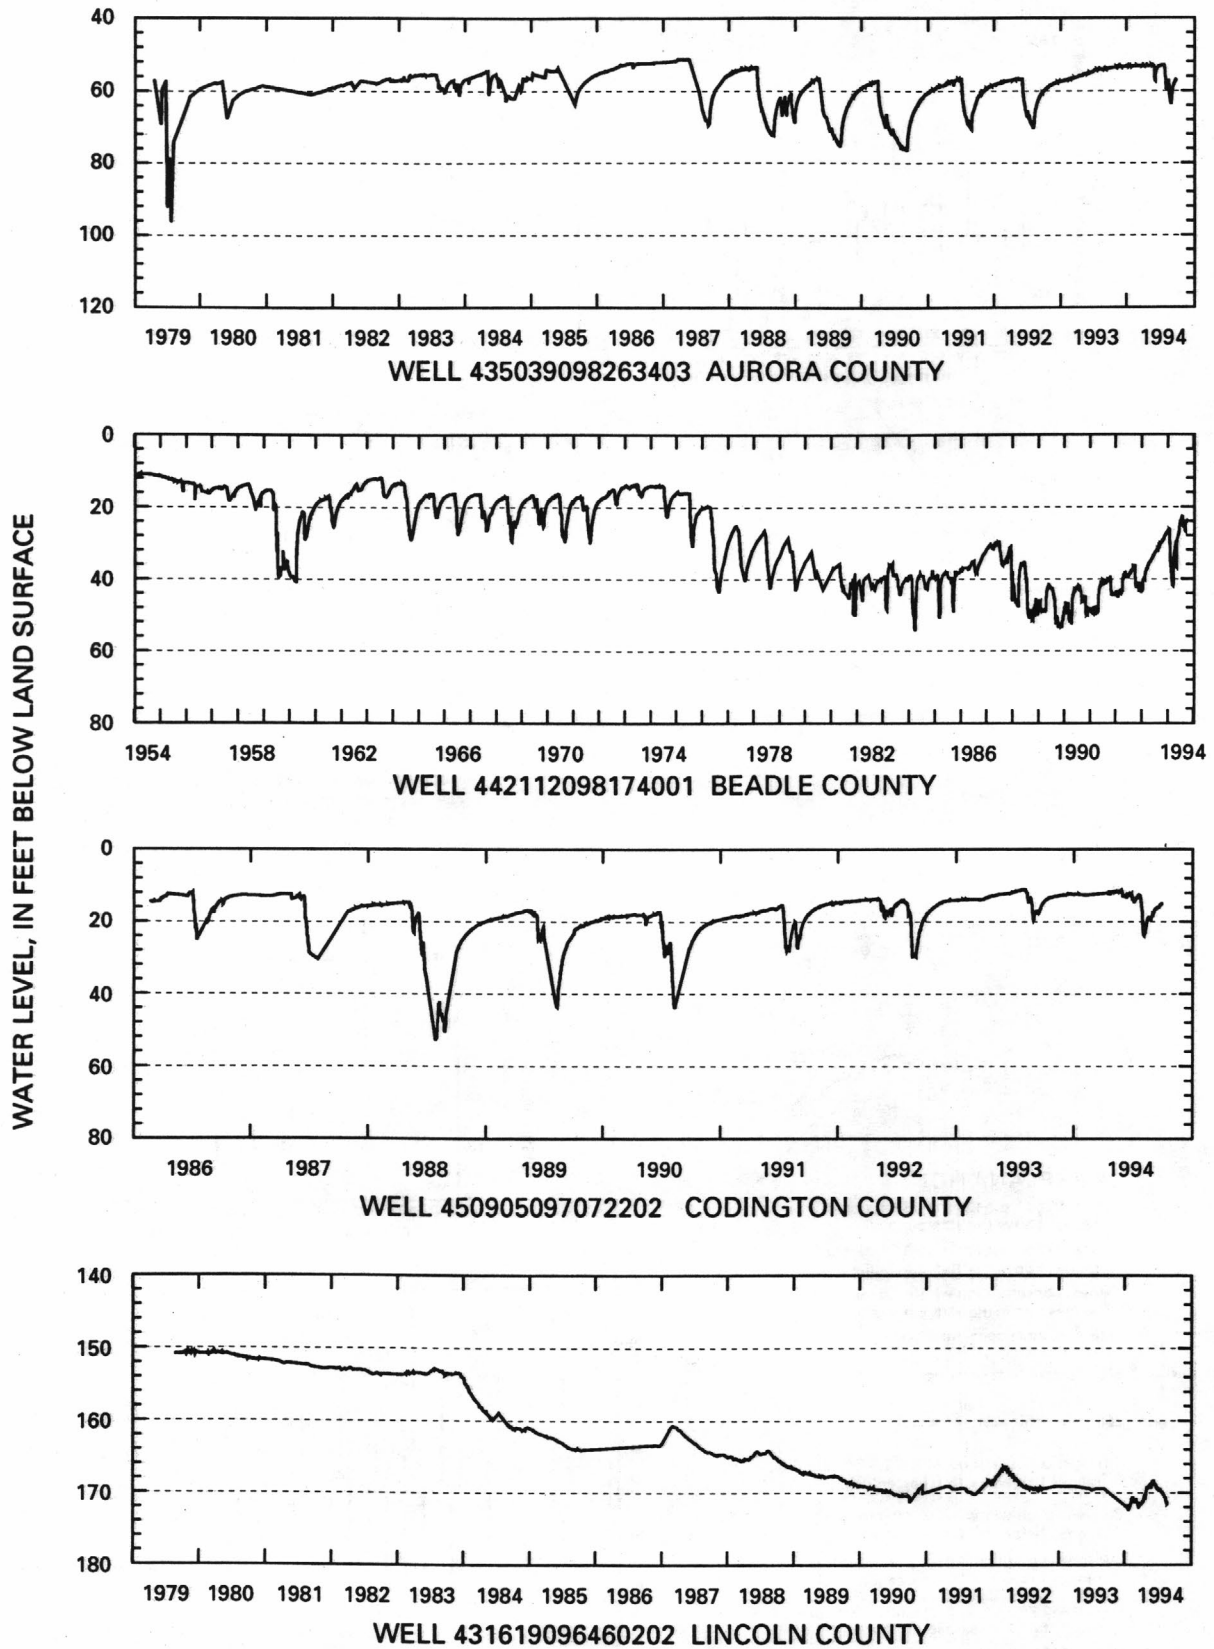 WATER LEVEL, IN FEET BELOW LAND SURFACE
40
60
80
100
120
1979 1980 1981 1982 1983 1984 1985 1986 1987 1988 1989 1990 1991 1992 1993 1994
WELL 435039098263403 AURORA COUNTY
0
20
40
60
80
1954 1958 1962 1966 1970 1974 1978 1982 1986 1990 1994
WELL 442112098174001 BEADLE COUNTY
0
20
40
60
80
1986 1987 1988 1989 1990 1991 1992 1993 1994
WELL 450905097072202 CODINGTON COUNTY
140
150
160
170
180
1979 1980 1981 1982 1983 1984 1985 1986 1987 1988 1989 1990 1991 1992 1993 1994
WELL 431619096460202 LINCOLN COUNTY